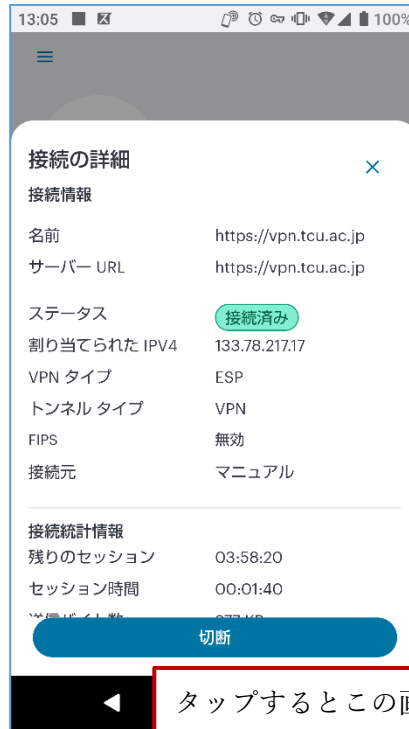 13:05 100%
接続の詳細
接続情報
名前 https://vpn.tcu.ac.jp
サーバー URL https://vpn.tcu.ac.jp
ステータス 接続済み
割り当てられた IPV4 133.78.217.17
VPN タイプ ESP
トンネル タイプ VPN
FIPS 無効
接続元 マニュアル
接続統計情報
残りのセッション 03:58:20
セッション時間 00:01:40
切断
タップするとこの画